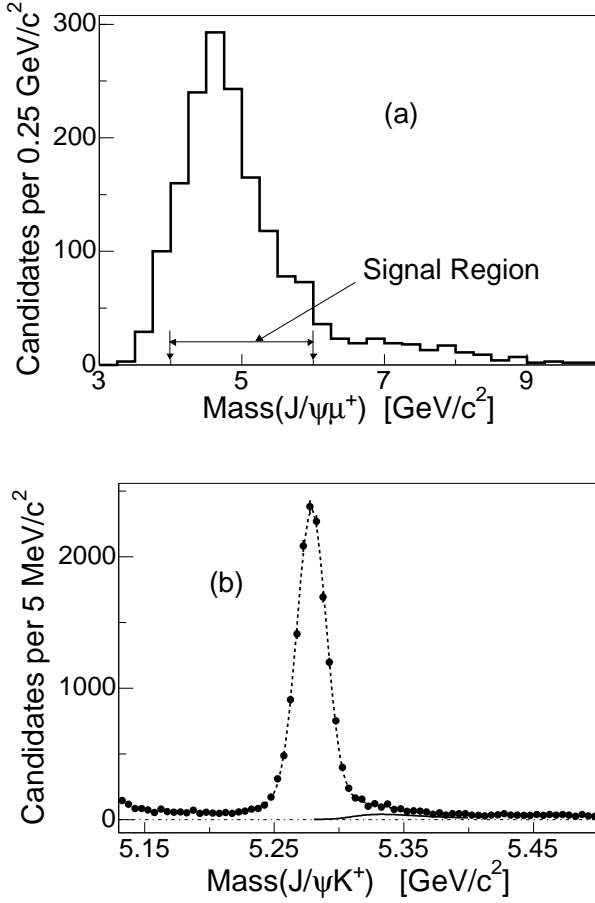 Candidates per 0.25 GeV/c²
300
200
100
0
(a)
Signal Region
3 5 7 9
Mass(J/ψμ⁺) [GeV/c²]
Candidates per 5 MeV/c²
2000
1000
0
(b)
5.15 5.25 5.35 5.45
Mass(J/ψK⁺) [GeV/c²]